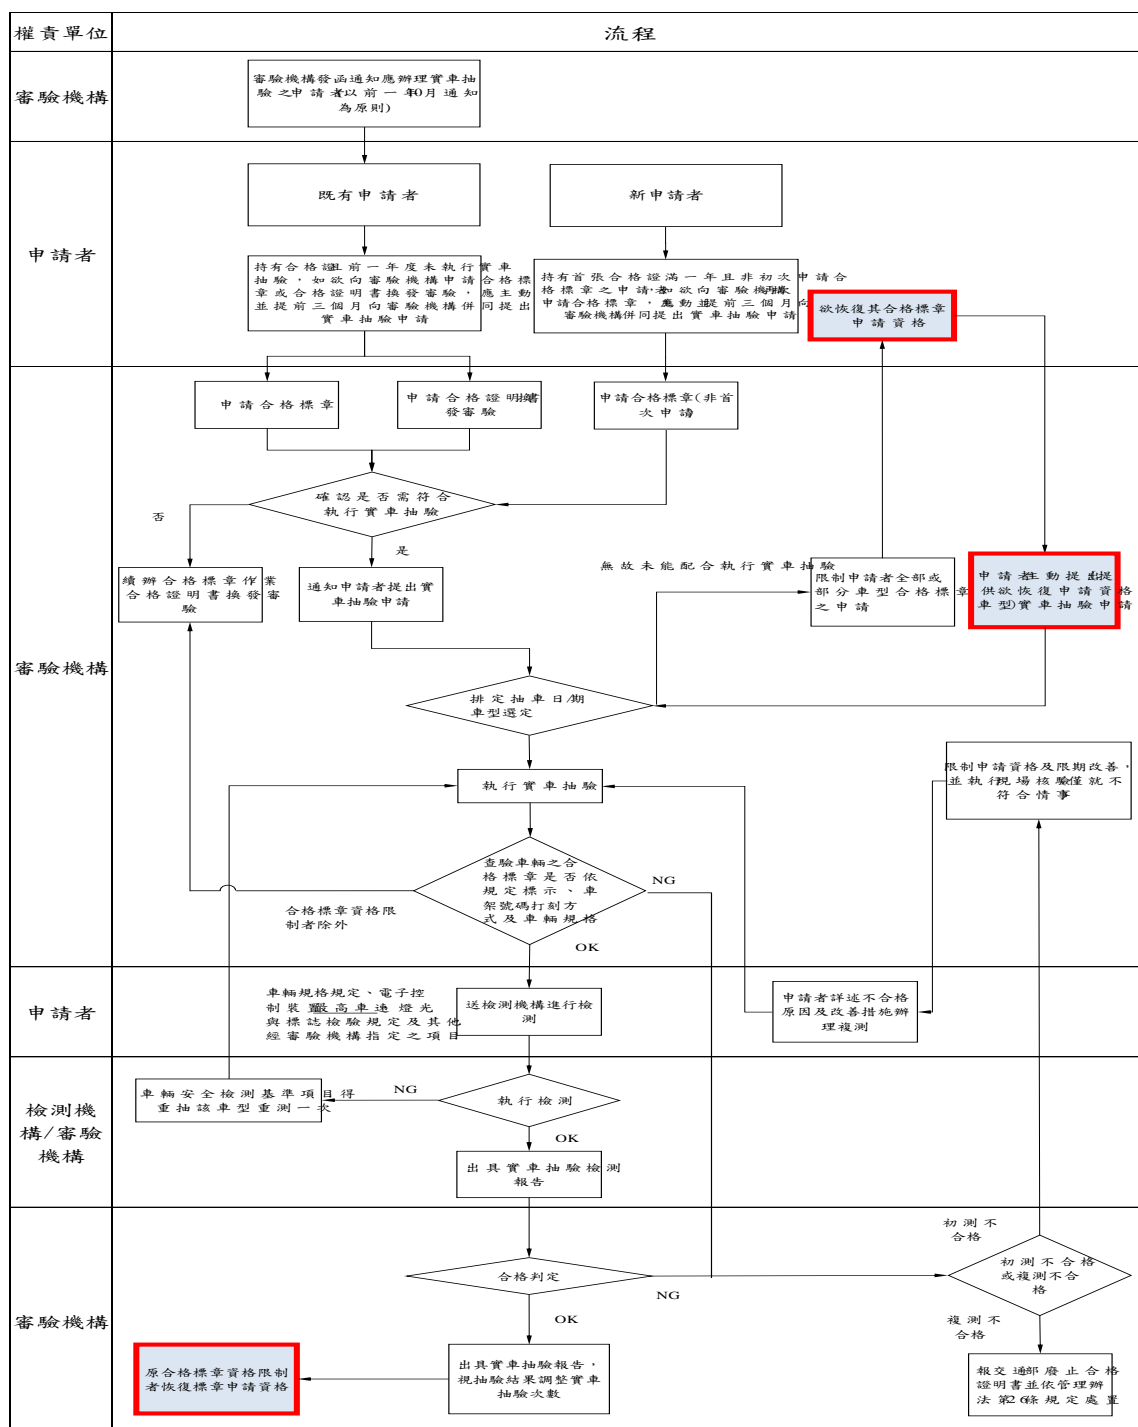 權責單位
流程
審驗機構
審驗機構發函通知應辦理實車抽
驗之申請者(以前一年10月通知
為原則)
申請者
既有申請者
新申請者
持有合格證且前一年度未執行實車
抽驗，如欲向審驗機構申請合格標
章或合格證明書換發審驗，應主動
並提前三個月向審驗機構併同提出
實車抽驗申請
持有首張合格證滿一年且非初次申請合
格標章之申請者，如欲向審驗機構再次
申請合格標章，應主動並提前三個月向
審驗機構併同提出實車抽驗申請
欲恢復其合格標章
申請資格
審驗機構
申請合格標章
申請合格證明書換
發審驗
申請合格標章(非首
次申請)
確認是否需符合
執行實車抽驗
否
是
續辦合格標章作業
合格證明書換發審
驗
通知申請者提出實
車抽驗申請
無故未能配合執行實車抽驗
限制申請者全部或
部分車型合格標章
之申請
申請者主動提出(提
供欲恢復申請資格
車型)實車抽驗申請
排定抽車日期/
車型選定
執行實車抽驗
限制申請資格及限期改善，
並執行現場核驗(僅就不
符合情事)
查驗車輛之合
格標章是否依
規定標示、車
架號碼打刻方
式及車輛規格
NG
合格標章資格限
制者除外
OK
申請者
車輛規格規定、電子控
制裝置最高車速、燈光
與標誌檢驗規定及其他
經審驗機構指定之項目
送檢測機構進行檢
測
申請者詳述不合格
原因及改善措施辦
理複測
檢測機
構/審驗
機構
車輛安全檢測基準項目得
重抽該車型重測一次
NG
執行檢測
OK
出具實車抽驗檢測
報告
審驗機構
初測不
合格
合格判定
NG
初測不合格
或複測不合
格
OK
複測不
合格
原合格標章資格限制
者恢復標章申請資格
出具實車抽驗報告，
視抽驗結果調整實車
抽驗次數
報交通部廢止合格
證明書並依管理辦
法第26條規定處置